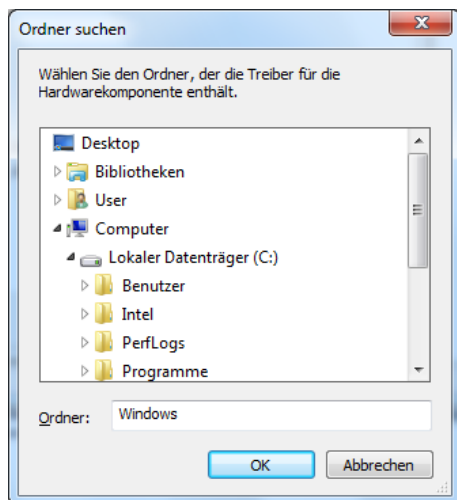 Ordner suchen
Wählen Sie den Ordner, der die Treiber für die
Hardwarekomponente enthält.
Desktop
Bibliotheken
User
Computer
Lokaler Datenträger (C:)
Benutzer
Intel
PerfLogs
Programme
Ordner: Windows
OK Abbrechen